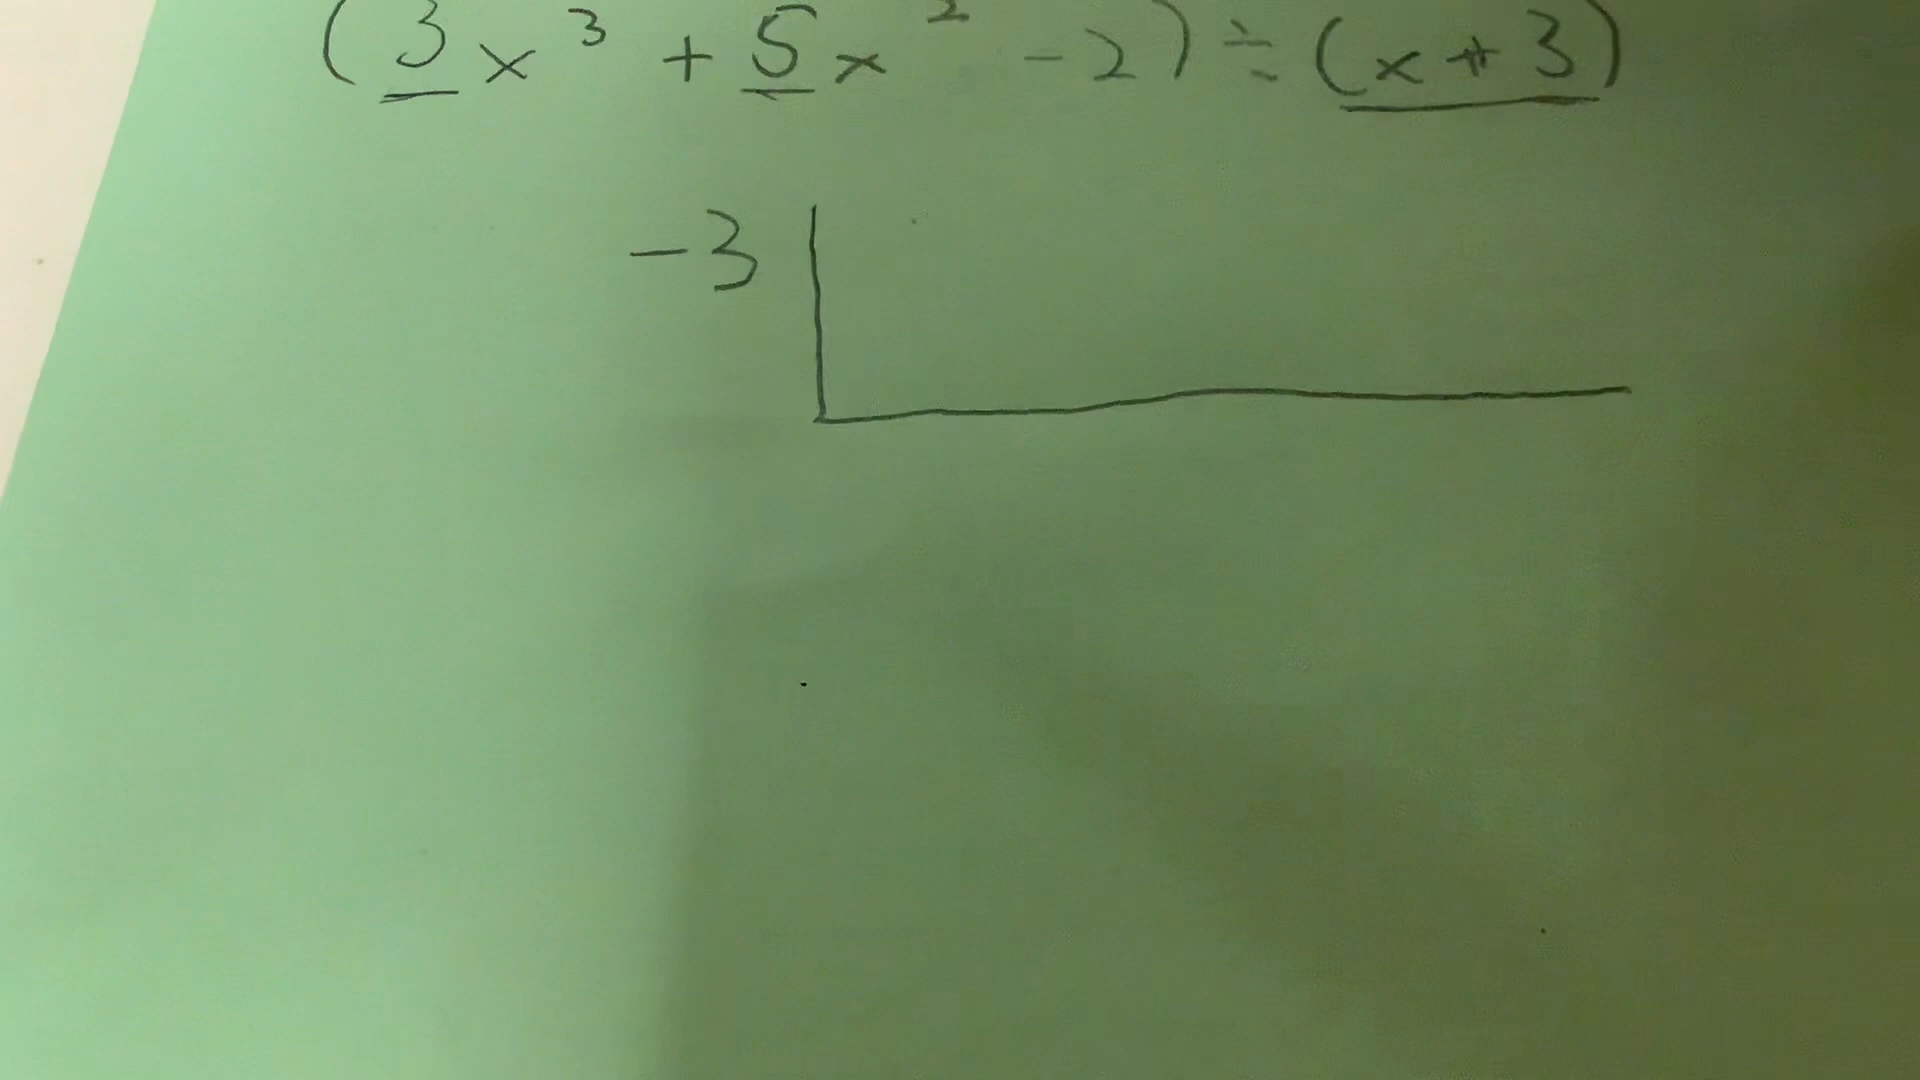 (3x³ + 5x² - 2) ÷ (x + 3)
-3